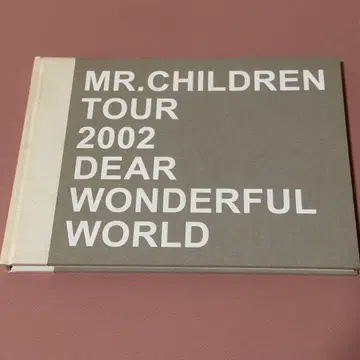 MR.CHILDREN
TOUR
2002
DEAR
WONDERFUL
WORLD